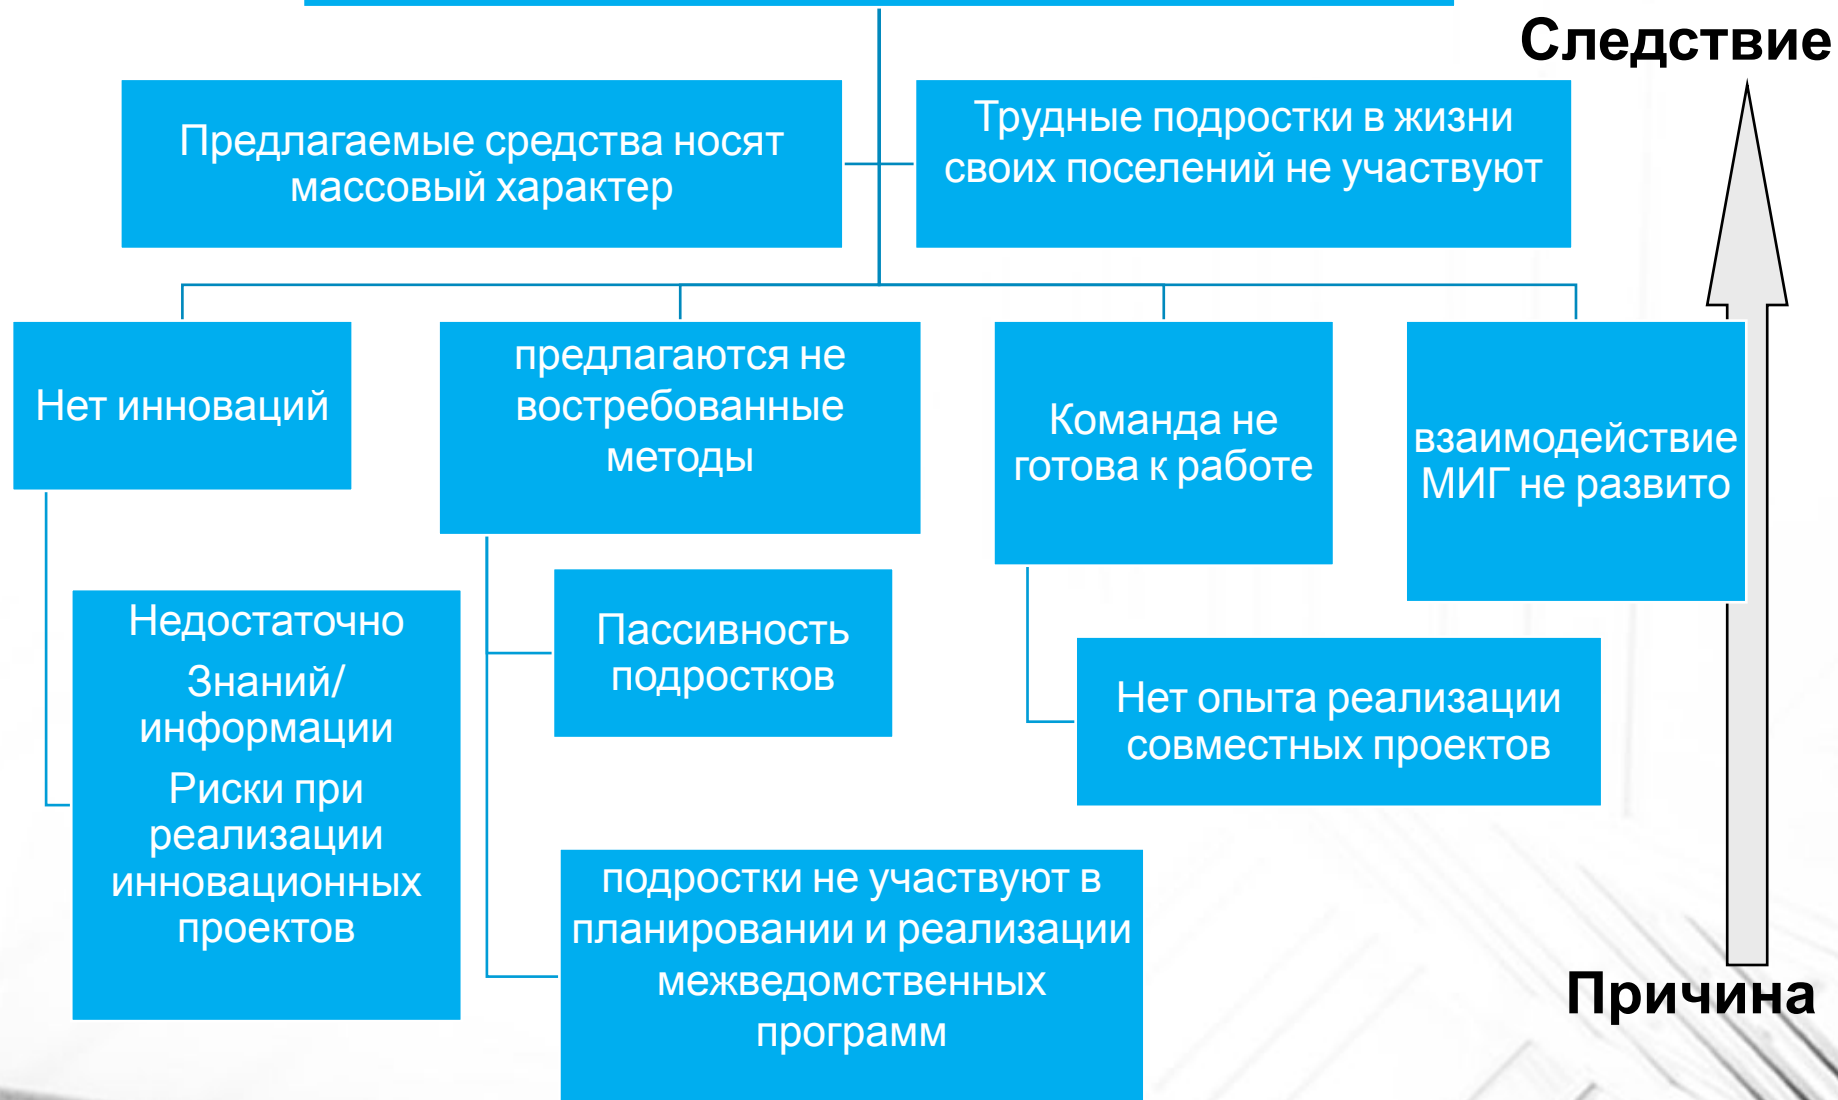 Следствие
Предлагаемые средства носят
массовый характер
Трудные подростки в жизни
своих поселений не участвуют
Нет инноваций
предлагаются не
востребованные
методы
Команда не
готова к работе
взаимодействие
МИГ не развито
Недостаточно
Знаний/
информации
Риски при
реализации
инновационных
проектов
Пассивность
подростков
Нет опыта реализации
совместных проектов
подростки не участвуют в
планировании и реализации
межведомственных
программ
Причина